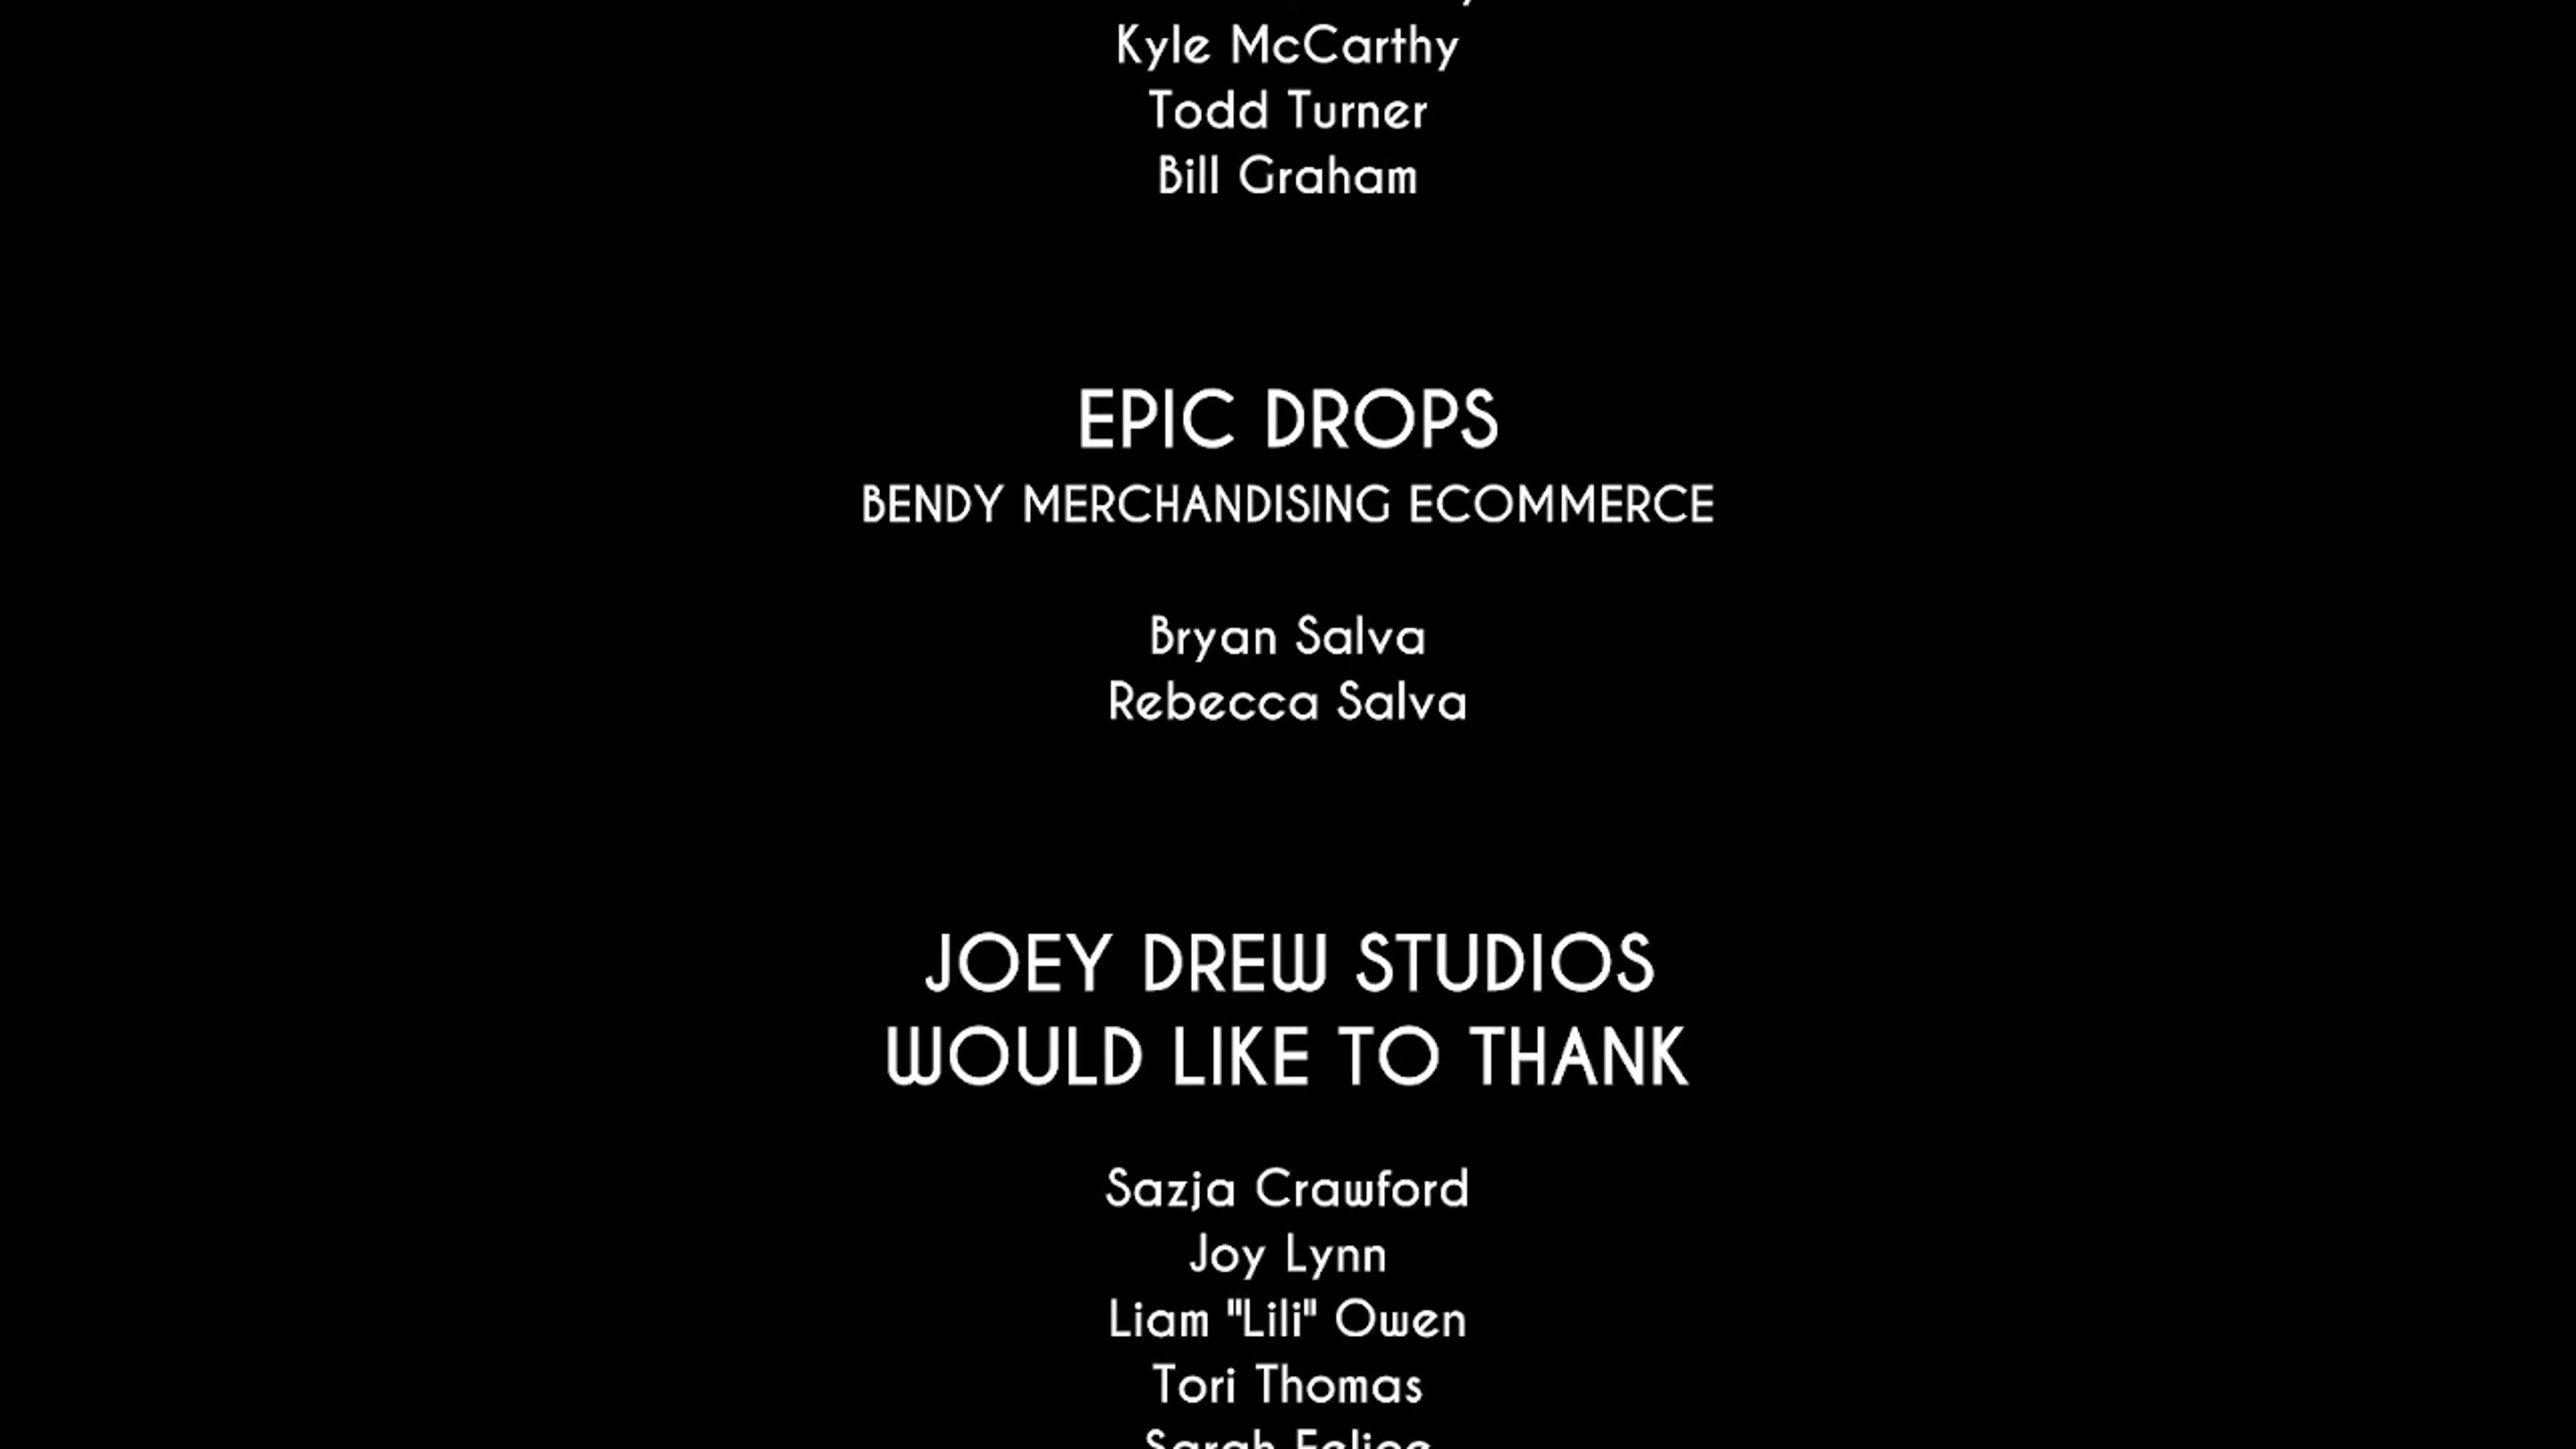 Kyle McCarthy
Todd Turner
Bill Graham
EPIC DROPS
BENDY MERCHANDISING ECOMMERCE
Bryan Salva
Rebecca Salva
JOEY DREW STUDIOS
WOULD LIKE TO THANK
Sazja Crawford
Joy Lynn
Liam "Lili" Owen
Tori Thomas
Sarah